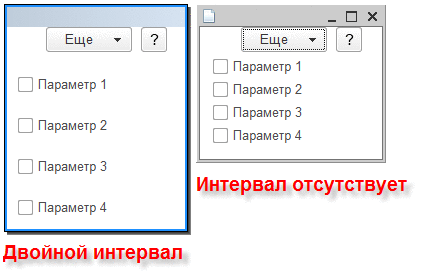 Еще ?
Параметр 1
Параметр 2
Параметр 3
Параметр 4
Двойной интервал
Еще ?
Параметр 1
Параметр 2
Параметр 3
Параметр 4
Интервал отсутствует